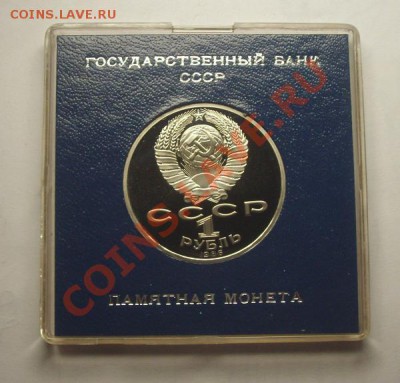 COINS.LAVE.RU
ГОСУДАРСТВЕННЫЙ БАНК
СССР
СССР
1
РУБЛЬ
ПАМЯТНАЯ МОНЕТА
COINS.LAVE.RU